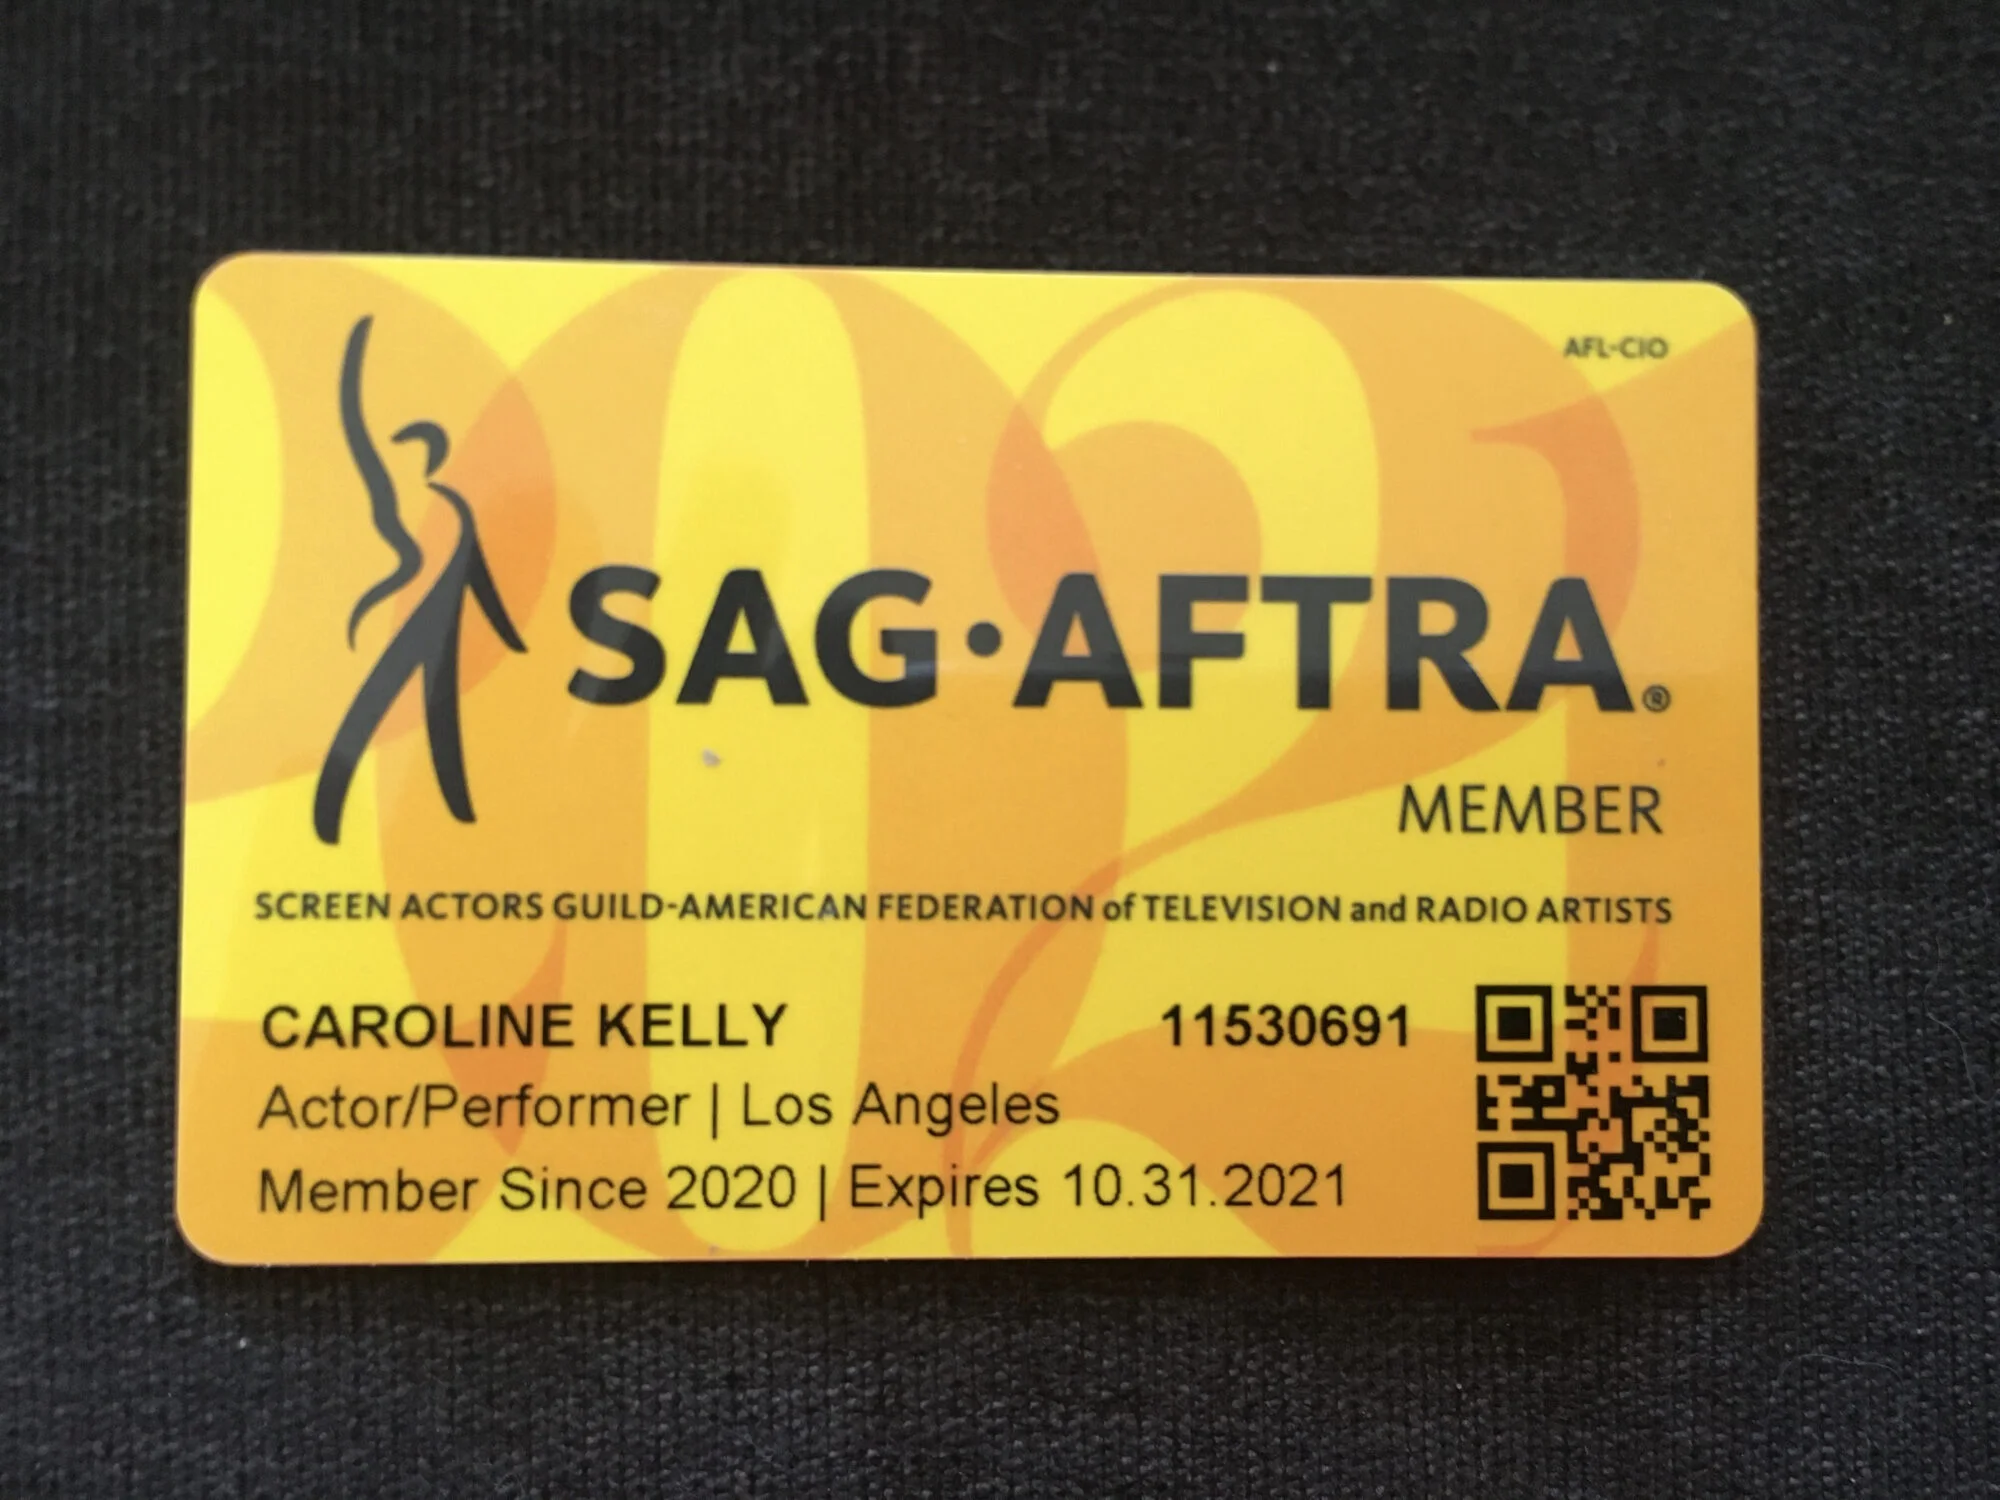 AFL-CIO
SAG·AFTRA®
MEMBER
SCREEN ACTORS GUILD-AMERICAN FEDERATION of TELEVISION and RADIO ARTISTS
CAROLINE KELLY 11530691
Actor/Performer | Los Angeles
Member Since 2020 | Expires 10.31.2021